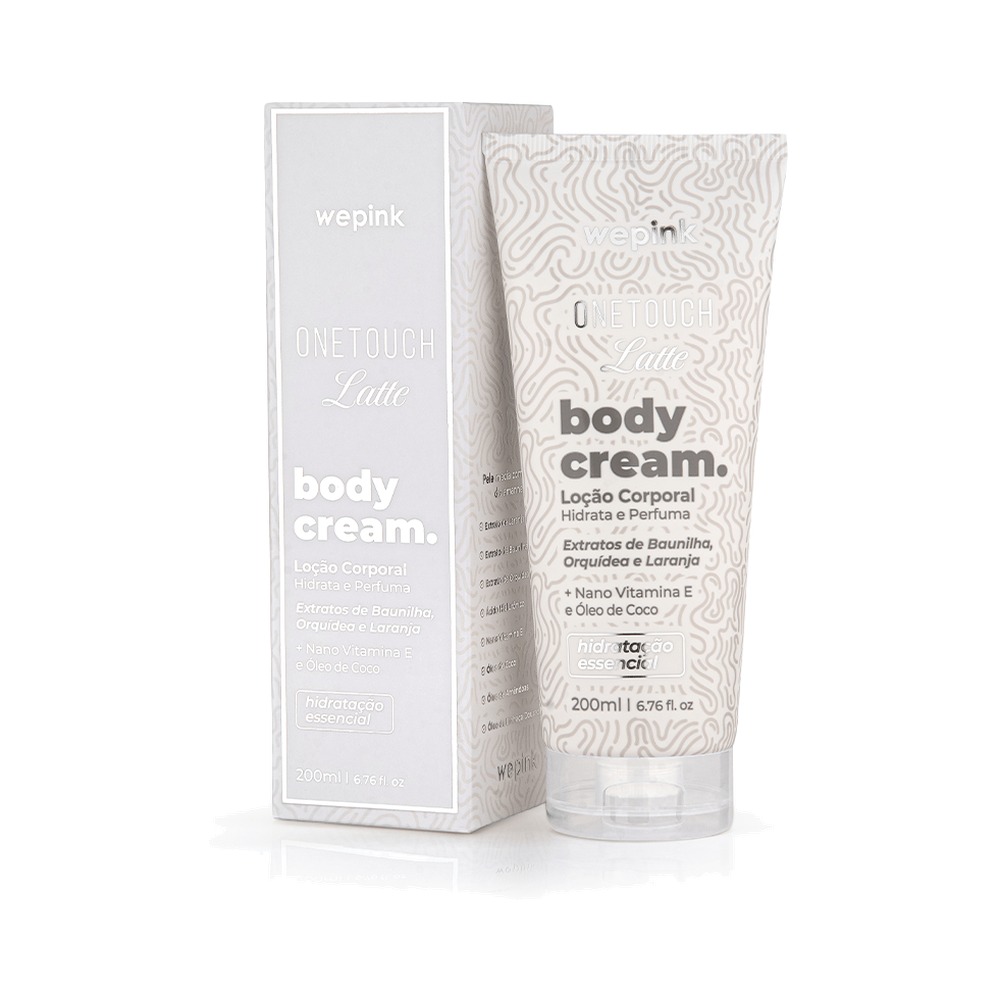 wepink
ONETOUCH
Latte
body
cream.
Loção Corporal
Hidrata e Perfuma
Extratos de Baunilha,
Orquídea e Laranja
+ Nano Vitamina E
e Óleo de Coco
hidratação
essencial
200ml | 6.76 fl. oz
Pele
wepink
wepink
ONETOUCH
Latte
body
cream.
Loção Corporal
Hidrata e Perfuma
Extratos de Baunilha,
Orquídea e Laranja
+ Nano Vitamina E
e Óleo de Coco
hidratação
essencial
200ml | 6.76 fl. oz